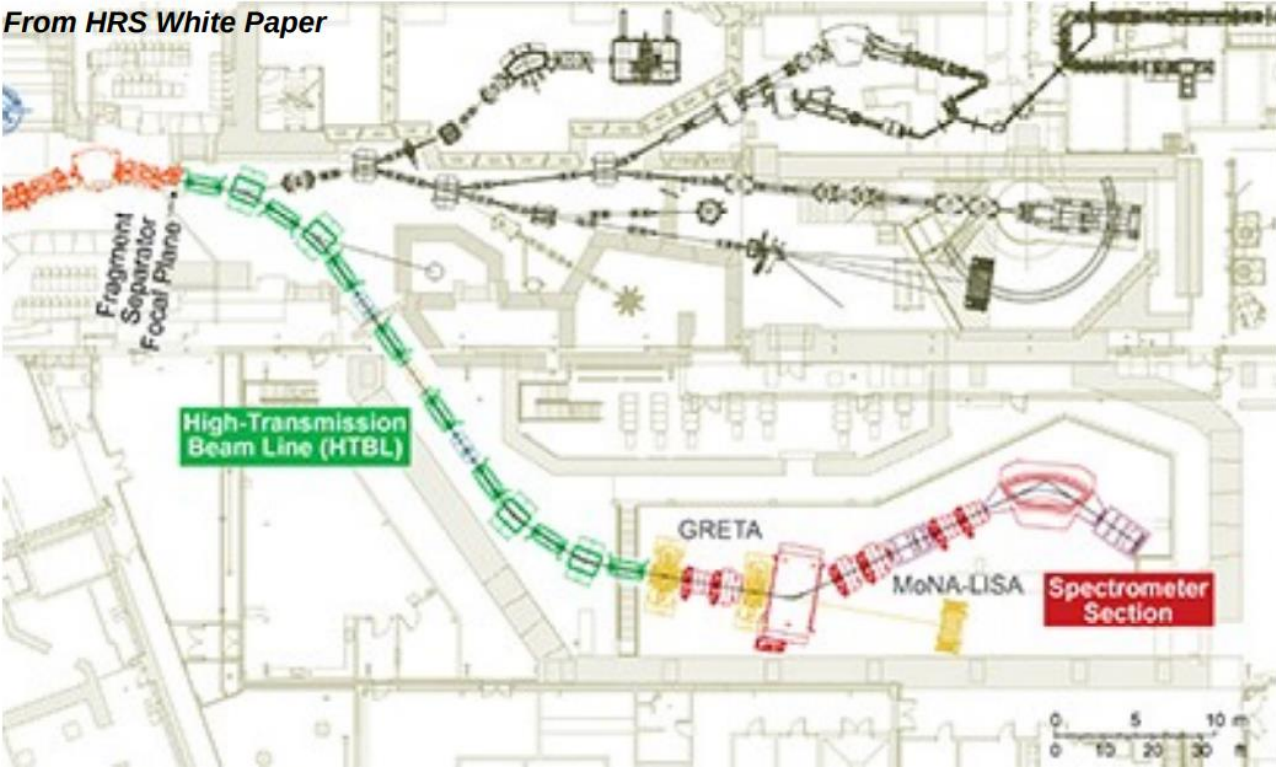 From HRS White Paper
Fragment
Separator
Focal Plane
High-Transmission
Beam Line (HTBL)
GRETA
MoNA-LISA
Spectrometer
Section
0 5 10 m
0 10 20 30 ft